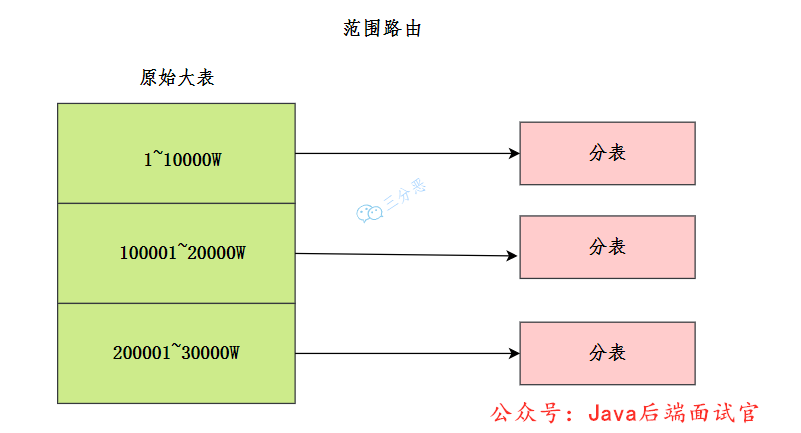 范围路由
原始大表
1~10000W
分表
三分恶
100001~20000W
分表
200001~30000W
分表
公众号：Java后端面试官